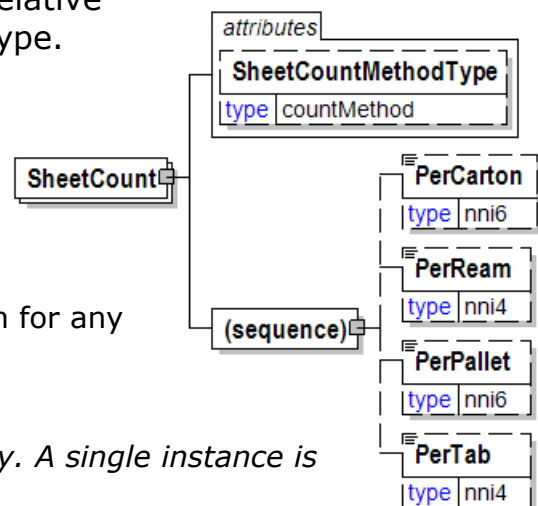 elative
ype.
attributes
SheetCountMethodType
type countMethod
SheetCount
PerCarton
type nni6
PerReam
type nni4
n for any
(sequence)
PerPallet
type nni6
y. A single instance is
PerTab
type nni4